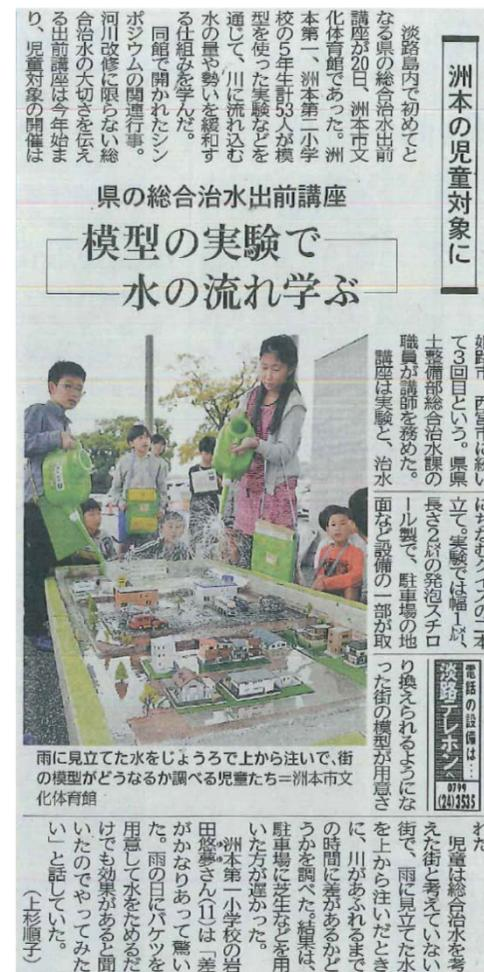 洲本の児童対象に
県の総合治水出前講座
模型の実験で
水の流れ学ぶ
淡路島内で初めてと
なる県の総合治水出前
講座が20日、洲本市文
化体育館であった。洲
本第一、洲本第二小学
校の5年生計53人が模
型を使った実験などを
通じて、川に流れ込む
水の量や勢いを緩和す
る仕組みを学んだ。
同館で開かれたシン
ポジウムの関連行事。
河川改修に限らない総
合治水の大切さを伝え
る出前講座は今年始ま
り、児童対象の開催は
姫路市、西宮市に続い
て3回目という。県県
土整備部総合治水課の
職員が講師を務めた。
講座は実験と、治水
にちなむクイズの二本
立て。実験では幅1㍍、
長さ2㍍の発泡スチロ
ール製で、駐車場の地
面など設備の一部が取
り換えられるようにな
った街の模型が用意さ
れた。
児童は総合治水を考
えた街と考えていない
街で、雨に見立てた水
を上から注いだとき
に、川があふれるまで
の時間に差があるかど
うかを調べた。結果は、
駐車場に芝生などを用
いた方が遅かった。
洲本第一小学校の岩
田悠夢さん(11)は「差
がかなりあって驚い
た。雨の日にバケツを
用意して水をためるだ
けでも効果があると聞
いたのでやってみた
い」と話していた。
(上杉順子)
雨に見立てた水をじょうろで上から注いで、街
の模型がどうなるか調べる児童たち=洲本市文
化体育館
電話の設備は…
淡路テレホンへ
0799
(24)3535